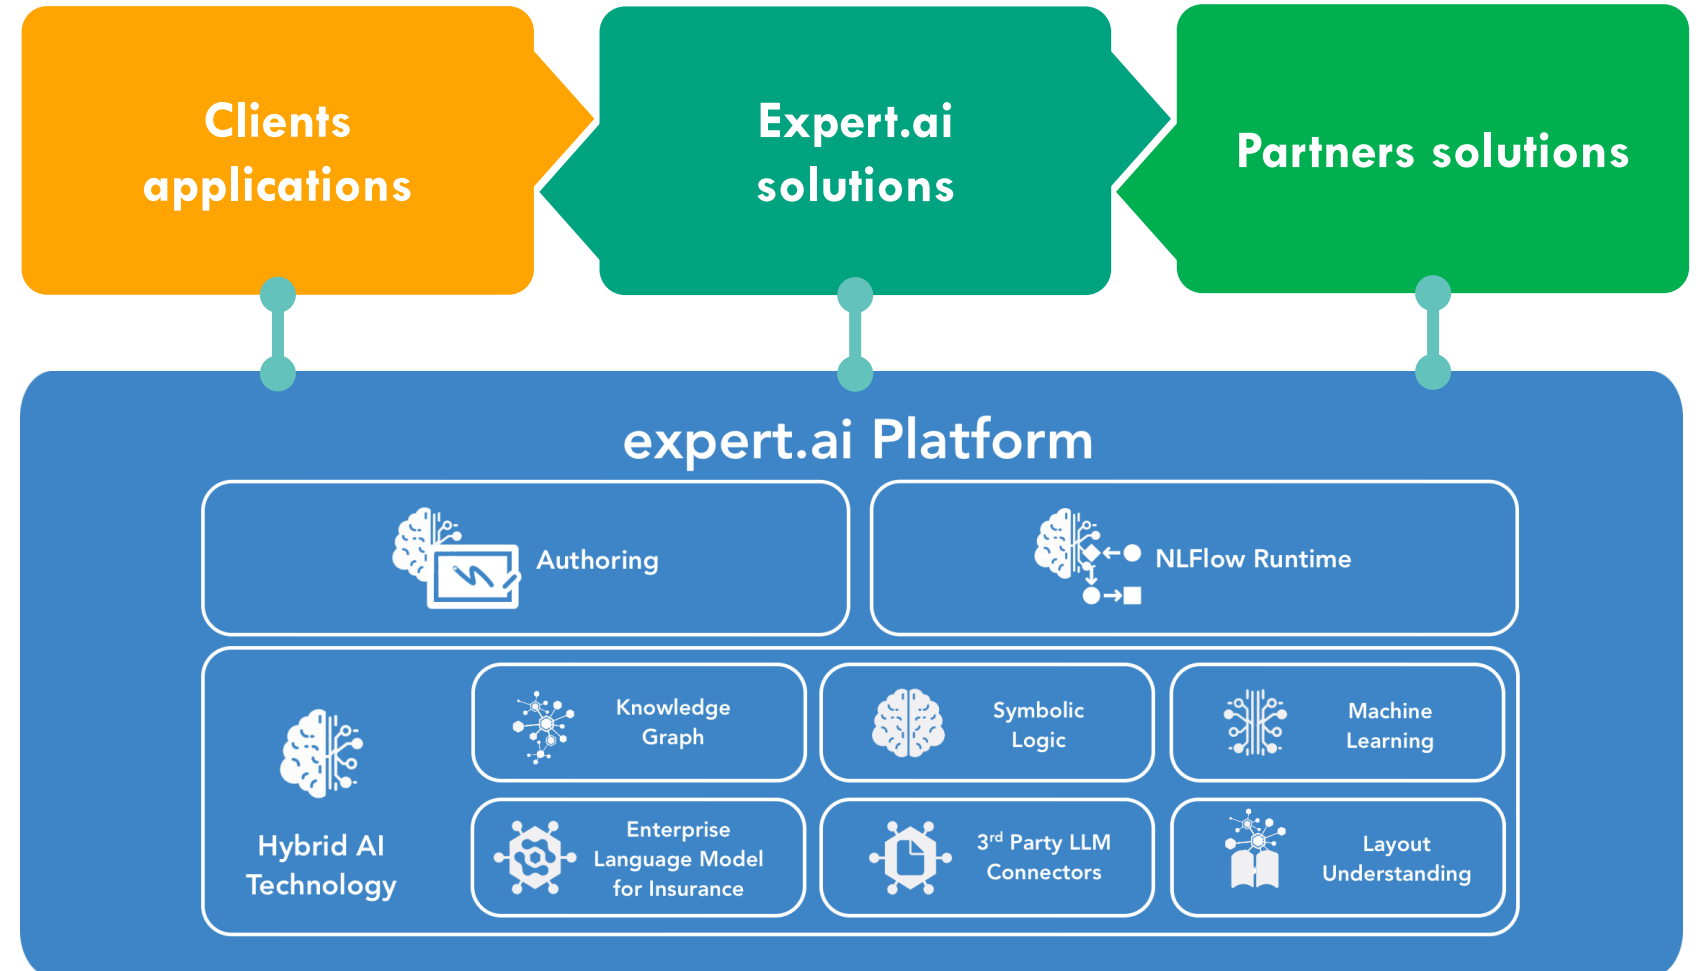 Clients
applications
Expert.ai
solutions
Partners solutions
expert.ai Platform
Authoring
NLFlow Runtime
Hybrid AI
Technology
Knowledge
Graph
Symbolic
Logic
Machine
Learning
Enterprise
Language Model
for Insurance
3rd Party LLM
Connectors
Layout
Understanding